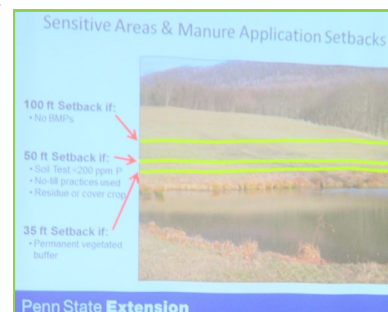 Sensitive Areas & Manure Application Setbacks
100 ft Setback if:
• No BMPs
50 ft Setback if:
• Soil Test <200 ppm P
• No-till practices used
• Residue or cover crop
35 ft Setback if:
• Permanent vegetated
buffer
Penn State Extension